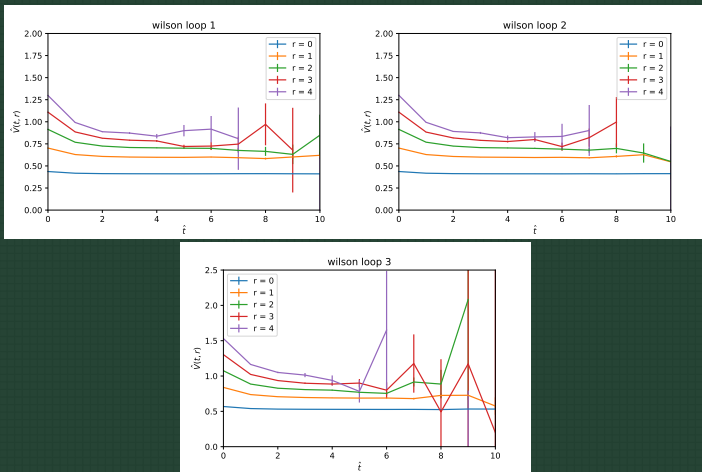 wilson loop 1
V̂(t,r)
2.00
1.75
1.50
1.25
1.00
0.75
0.50
0.25
0.00
r = 0
r = 1
r = 2
r = 3
r = 4
0 2 4 6 8 10
t̂
wilson loop 2
V̂(t,r)
2.00
1.75
1.50
1.25
1.00
0.75
0.50
0.25
0.00
r = 0
r = 1
r = 2
r = 3
r = 4
0 2 4 6 8 10
t̂
wilson loop 3
V̂(t,r)
2.5
2.0
1.5
1.0
0.5
0.0
r = 0
r = 1
r = 2
r = 3
r = 4
0 2 4 6 8 10
t̂